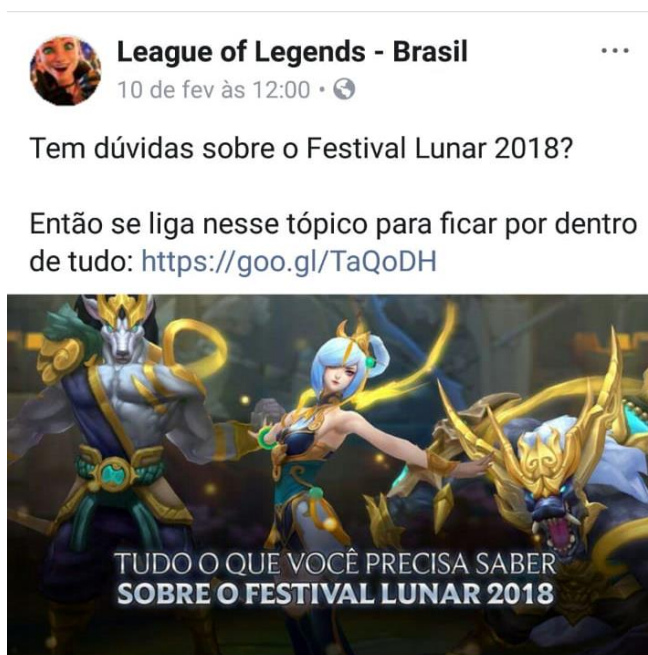 League of Legends - Brasil
10 de fev às 12:00
Tem dúvidas sobre o Festival Lunar 2018?
Então se liga nesse tópico para ficar por dentro
de tudo: https://goo.gl/TaQoDH
TUDO O QUE VOCÊ PRECISA SABER
SOBRE O FESTIVAL LUNAR 2018